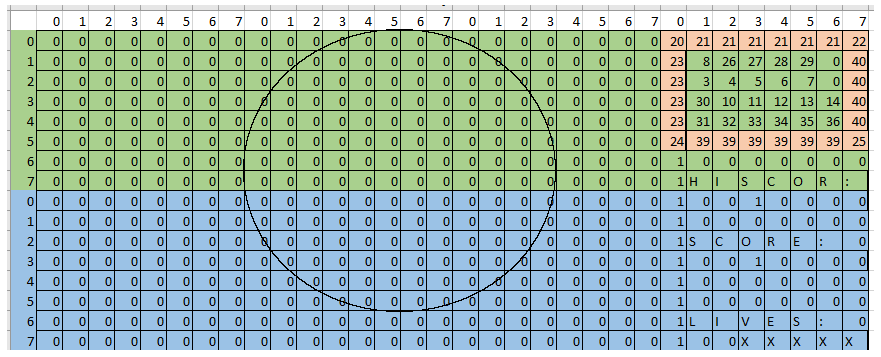 0 1 2 3 4 5 6 7 0 1 2 3 4 5 6 7 0 1 2 3 4 5 6 7 0 1 2 3 4 5 6 7
0 0 0 0 0 0 0 0 0 0 0 0 0 0 0 0 0 0 0 0 0 0 0 0 0 20 21 21 21 21 21 21 22
1 0 0 0 0 0 0 0 0 0 0 0 0 0 0 0 0 0 0 0 0 0 0 0 0 23 8 26 27 28 29 0 40
2 0 0 0 0 0 0 0 0 0 0 0 0 0 0 0 0 0 0 0 0 0 0 0 0 23 3 4 5 6 7 0 40
3 0 0 0 0 0 0 0 0 0 0 0 0 0 0 0 0 0 0 0 0 0 0 0 0 23 30 10 11 12 13 14 40
4 0 0 0 0 0 0 0 0 0 0 0 0 0 0 0 0 0 0 0 0 0 0 0 0 23 31 32 33 34 35 36 40
5 0 0 0 0 0 0 0 0 0 0 0 0 0 0 0 0 0 0 0 0 0 0 0 0 24 39 39 39 39 39 39 25
6 0 0 0 0 0 0 0 0 0 0 0 0 0 0 0 0 0 0 0 0 0 0 0 0 1 0 0 0 0 0 0 0
7 0 0 0 0 0 0 0 0 0 0 0 0 0 0 0 0 0 0 0 0 0 0 0 0 1 H I S C O R :
0 0 0 0 0 0 0 0 0 0 0 0 0 0 0 0 0 0 0 0 0 0 0 0 0 1 0 0 1 0 0 0 0
1 0 0 0 0 0 0 0 0 0 0 0 0 0 0 0 0 0 0 0 0 0 0 0 0 1 0 0 0 0 0 0 0
2 0 0 0 0 0 0 0 0 0 0 0 0 0 0 0 0 0 0 0 0 0 0 0 0 1 S C O R E : 0
3 0 0 0 0 0 0 0 0 0 0 0 0 0 0 0 0 0 0 0 0 0 0 0 0 1 0 0 1 0 0 0 0
4 0 0 0 0 0 0 0 0 0 0 0 0 0 0 0 0 0 0 0 0 0 0 0 0 1 0 0 0 0 0 0 0
5 0 0 0 0 0 0 0 0 0 0 0 0 0 0 0 0 0 0 0 0 0 0 0 0 1 0 0 0 0 0 0 0
6 0 0 0 0 0 0 0 0 0 0 0 0 0 0 0 0 0 0 0 0 0 0 0 0 1 L I V E S : 0
7 0 0 0 0 0 0 0 0 0 0 0 0 0 0 0 0 0 0 0 0 0 0 0 0 1 0 0 X X X X X